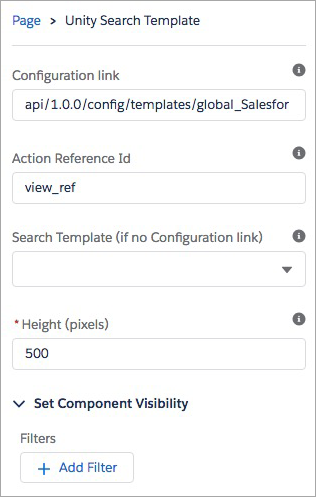 Page > Unity Search Template
Configuration link
api/1.0.0/config/templates/global_Salesfor
Action Reference Id
view_ref
Search Template (if no Configuration link)
* Height (pixels)
500
Set Component Visibility
Filters
+ Add Filter